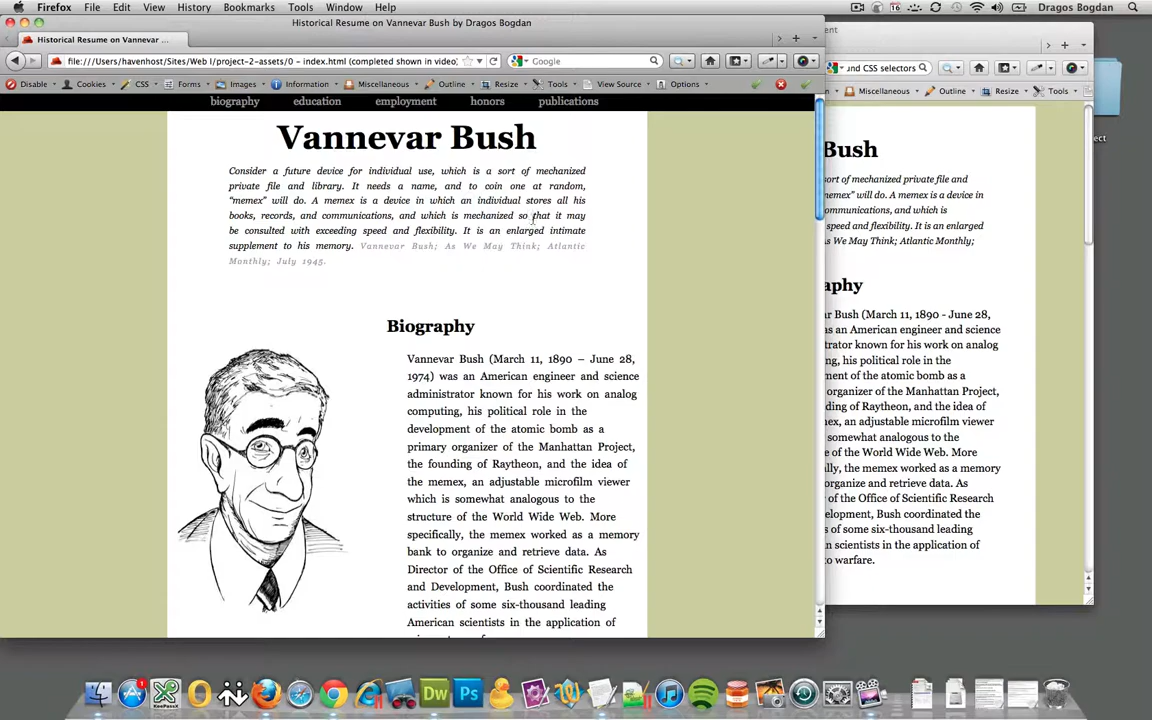 Firefox File Edit View History Bookmarks Tools Window Help 16 Dragos Bogdan
Historical Resume on Vannevar Bush by Dragos Bogdan
Historical Resume on Vannevar ...
file:///Users/havenhost/Sites/Web I/project-2-assets/0 - index.html (completed shown in video) Google
Disable Cookies CSS Forms Images Information Miscellaneous Outline Resize Tools View Source Options
biography education employment honors publications
Vannevar Bush
Consider a future device for individual use, which is a sort of mechanized
private file and library. It needs a name, and to coin one at random,
“memex” will do. A memex is a device in which an individual stores all his
books, records, and communications, and which is mechanized so that it may
be consulted with exceeding speed and flexibility. It is an enlarged intimate
supplement to his memory. Vannevar Bush; As We May Think; Atlantic
Monthly; July 1945.
Biography
Vannevar Bush (March 11, 1890 – June 28,
1974) was an American engineer and science
administrator known for his work on analog
computing, his political role in the
development of the atomic bomb as a
primary organizer of the Manhattan Project,
the founding of Raytheon, and the idea of
the memex, an adjustable microfilm viewer
which is somewhat analogous to the
structure of the World Wide Web. More
specifically, the memex worked as a memory
bank to organize and retrieve data. As
Director of the Office of Scientific Research
and Development, Bush coordinated the
activities of some six-thousand leading
American scientists in the application of
ent
und CSS selectors
Miscellaneous Outline Resize Tools
Bush
sort of mechanized private file and
will do. A memex is a device in
ommunications, and which is
speed and flexibility. It is an enlarged
s We May Think; Atlantic Monthly;
aphy
ar Bush (March 11, 1890 - June 28,
as an American engineer and science
trator known for his work on analog
ing, his political role in the
ment of the atomic bomb as a
organizer of the Manhattan Project,
ding of Raytheon, and the idea of
ex, an adjustable microfilm viewer
somewhat analogous to the
e of the World Wide Web. More
ally, the memex worked as a memory
organize and retrieve data. As
of the Office of Scientific Research
elopment, Bush coordinated the
s of some six-thousand leading
n scientists in the application of
to warfare.
ect
1
KeePassX
Dw Ps